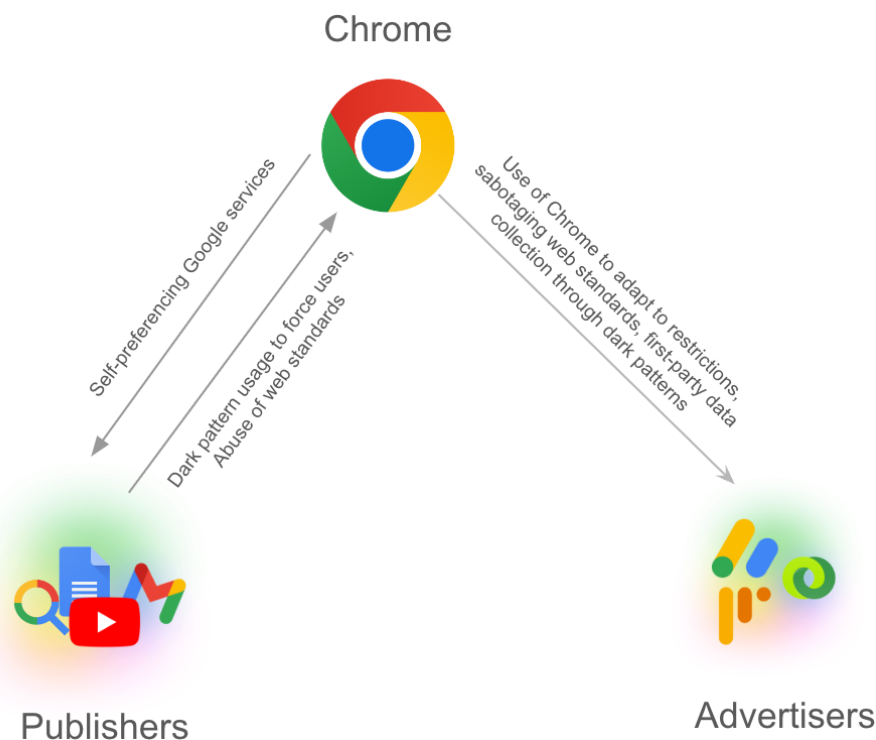 Chrome
Self-preferencing Google services
Dark pattern usage to force users,
Abuse of web standards
Use of Chrome to adapt to restrictions,
sabotaging web standards, first-party data
collection through dark patterns
Publishers
Advertisers